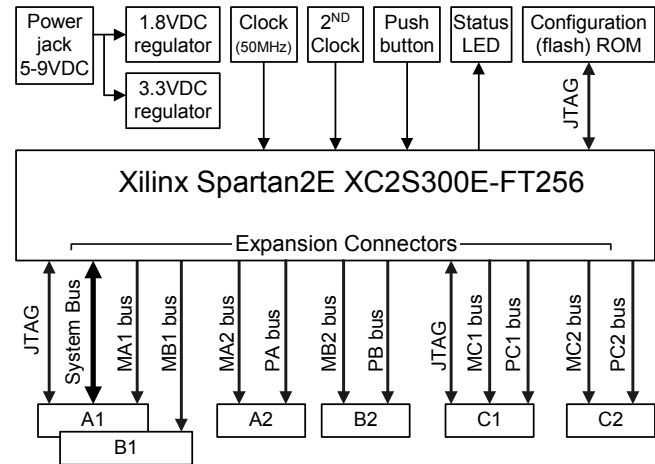 Power
jack
5-9VDC
1.8VDC
regulator
3.3VDC
regulator
Clock
(50MHz)
2ND
Clock
Push
button
Status
LED
Configuration
(flash) ROM
JTAG
Xilinx Spartan2E XC2S300E-FT256
Expansion Connectors
JTAG
System Bus
MA1 bus
MB1 bus
MA2 bus
PA bus
MB2 bus
PB bus
JTAG
MC1 bus
PC1 bus
MC2 bus
PC2 bus
A1
B1
A2
B2
C1
C2